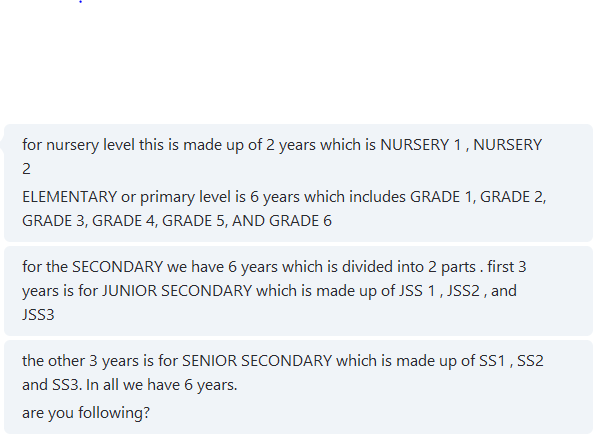 for nursery level this is made up of 2 years which is NURSERY 1 , NURSERY
2
ELEMENTARY or primary level is 6 years which includes GRADE 1, GRADE 2,
GRADE 3, GRADE 4, GRADE 5, AND GRADE 6
for the SECONDARY we have 6 years which is divided into 2 parts . first 3
years is for JUNIOR SECONDARY which is made up of JSS 1 , JSS2 , and
JSS3
the other 3 years is for SENIOR SECONDARY which is made up of SS1 , SS2
and SS3. In all we have 6 years.
are you following?